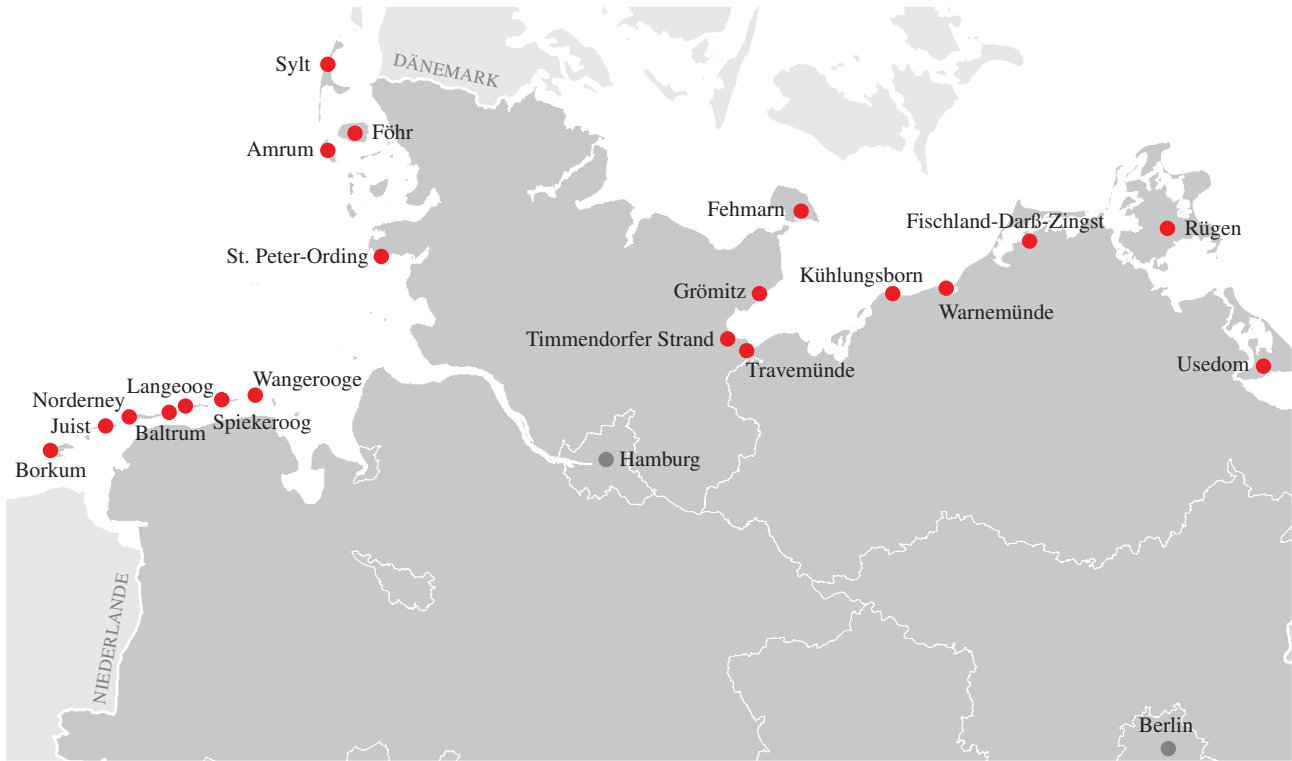 DÄNEMARK
Sylt
Föhr
Amrum
Fehmarn
Fischland-Darß-Zingst
Rügen
St. Peter-Ording
Kühlungsborn
Grömitz
Warnemünde
Timmendorfer Strand
Travemünde
Usedom
Wangerooge
Langeoog
Norderney
Spiekeroog
Juist
Baltrum
Borkum
Hamburg
NIEDERLANDE
Berlin